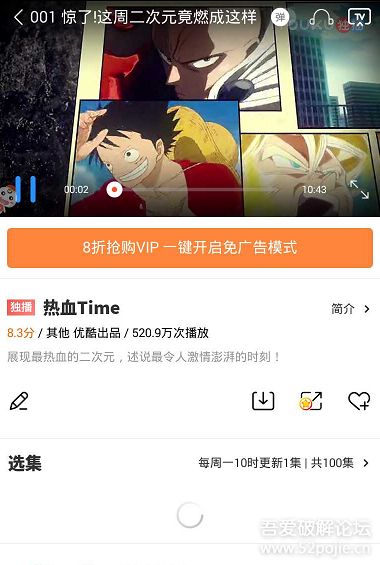 001 惊了!这周二次元竟燃成这样
弹
TV
独播
00:02
10:43
8折抢购VIP 一键开启免广告模式
独播 热血Time
简介
8.3分 / 其他 优酷出品 / 520.9万次播放
展现最热血的二次元，述说最令人激情澎湃的时刻！
选集
每周一10时更新1集 | 共100集
吾爱破解论坛
www.52pojie.cn